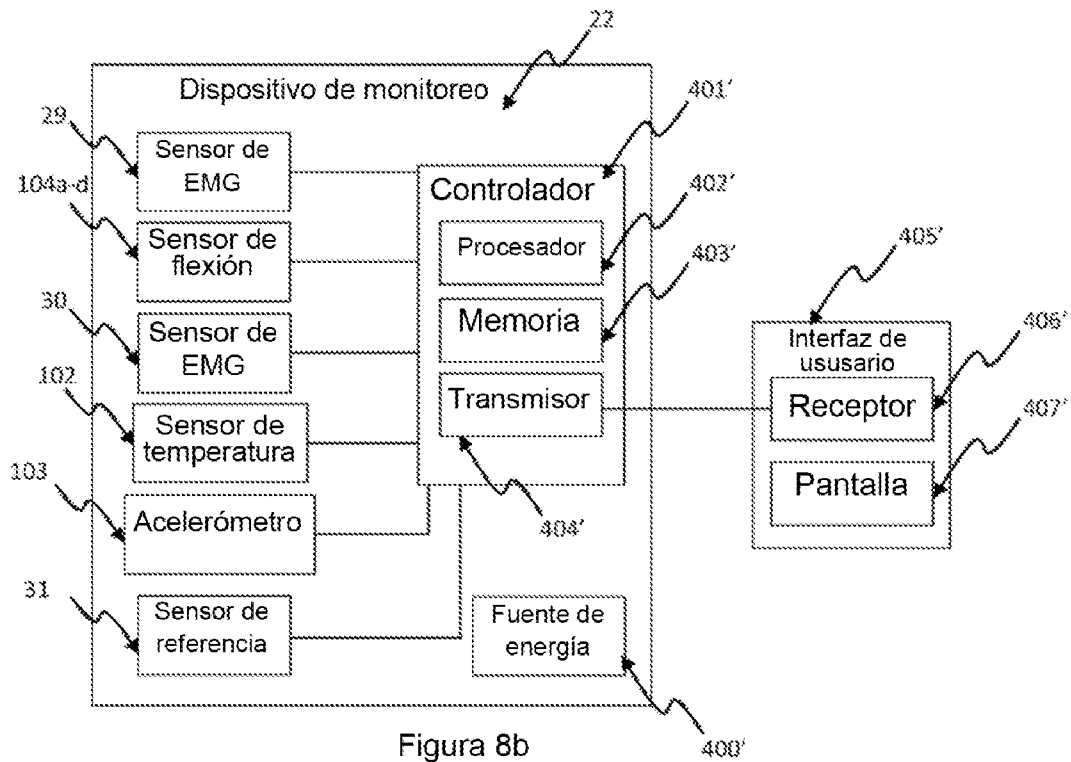 22
Dispositivo de monitoreo
401'
29
Sensor de
EMG
Controlador
402'
104a-d
Sensor de
flexión
Procesador
403'
405'
30
Sensor de
EMG
Memoria
406'
Interfaz de
ususario
102
Sensor de
temperatura
Transmisor
Receptor
407'
103
Acelerómetro
404'
Pantalla
31
Sensor de
referencia
Fuente de
energía
400'
Figura 8b